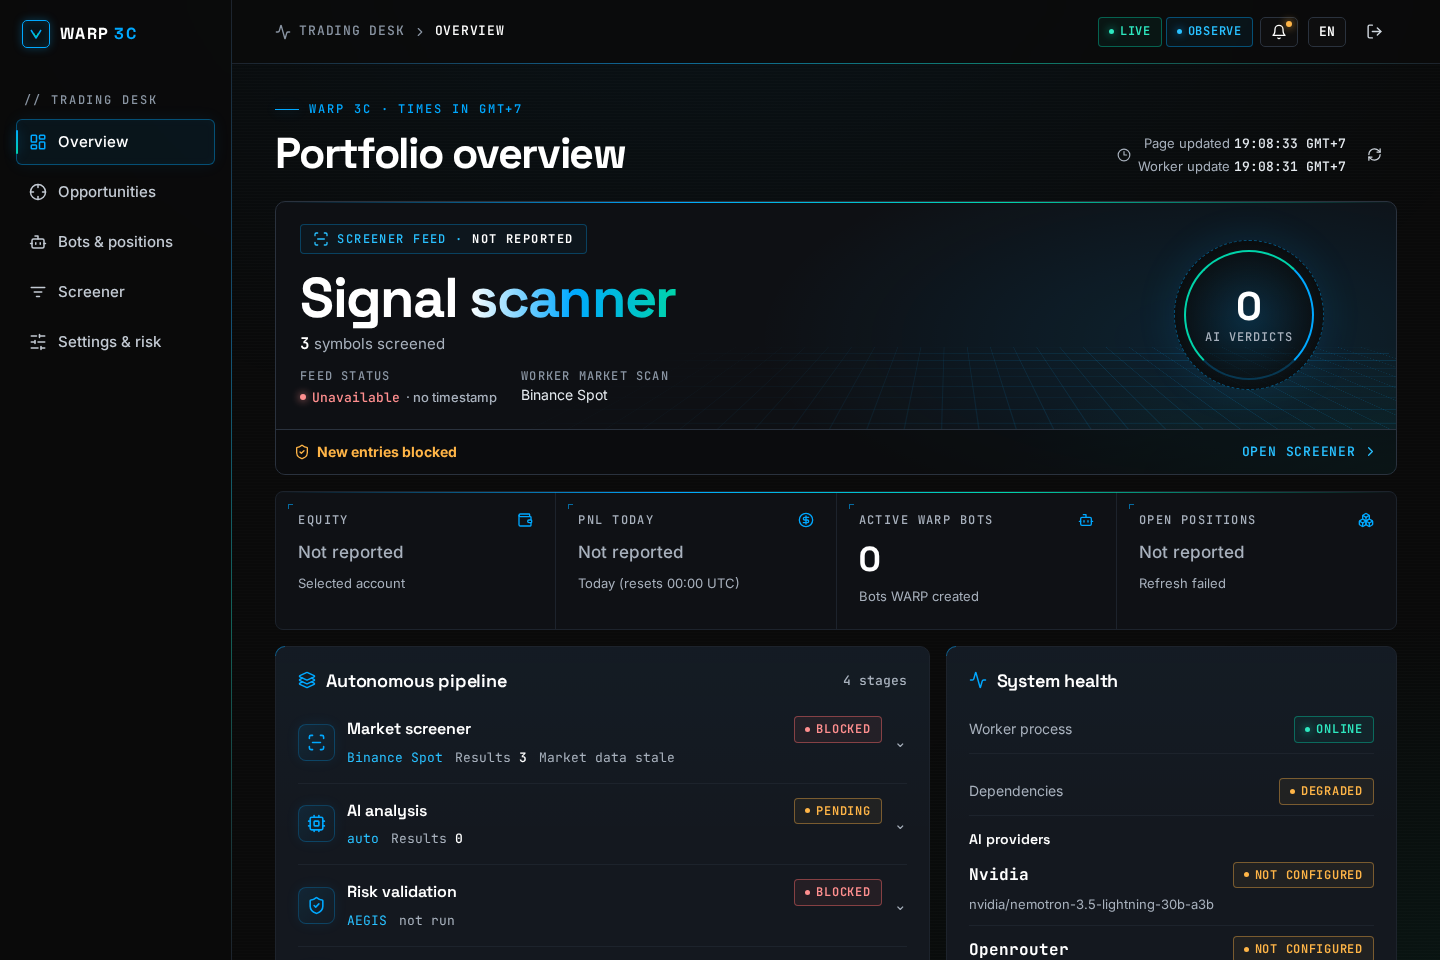 WARP 3C
// TRADING DESK
Overview
Opportunities
Bots & positions
Screener
Settings & risk
TRADING DESK > OVERVIEW
LIVE
OBSERVE
EN
WARP 3C · TIMES IN GMT+7
Portfolio overview
Page updated 19:08:33 GMT+7
Worker update 19:08:31 GMT+7
SCREENER FEED · NOT REPORTED
Signal scanner
3 symbols screened
FEED STATUS
Unavailable · no timestamp
WORKER MARKET SCAN
Binance Spot
0
AI VERDICTS
New entries blocked
OPEN SCREENER >
EQUITY
Not reported
Selected account
PNL TODAY
Not reported
Today (resets 00:00 UTC)
ACTIVE WARP BOTS
0
Bots WARP created
OPEN POSITIONS
Not reported
Refresh failed
Autonomous pipeline
4 stages
Market screener
BLOCKED
Binance Spot Results 3 Market data stale
AI analysis
PENDING
auto Results 0
Risk validation
BLOCKED
AEGIS not run
System health
Worker process
ONLINE
Dependencies
DEGRADED
AI providers
Nvidia
NOT CONFIGURED
nvidia/nemotron-3.5-lightning-30b-a3b
Openrouter
NOT CONFIGURED